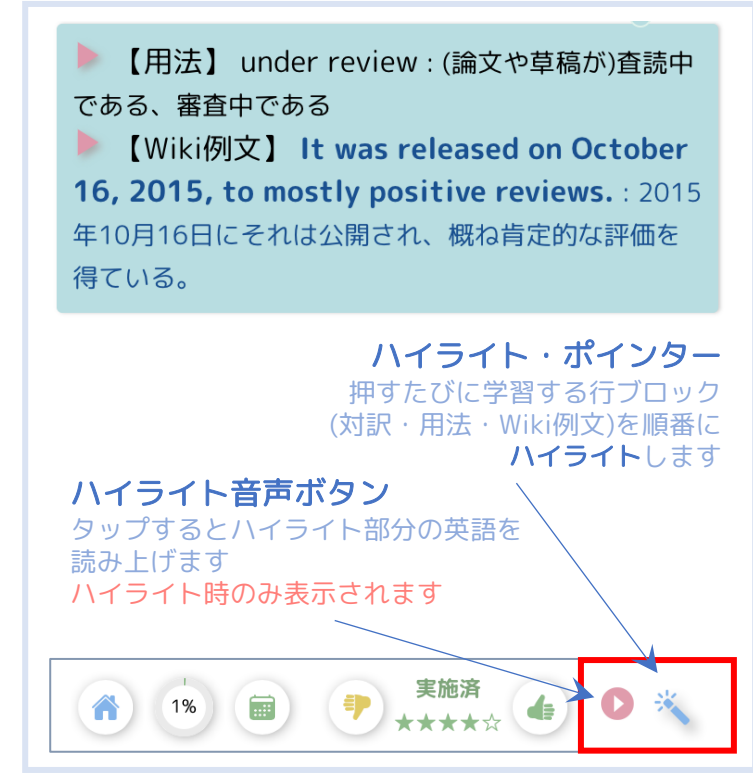 【用法】 under review : (論文や草稿が)査読中
である、審査中である
【Wiki例文】 It was released on October
16, 2015, to mostly positive reviews. : 2015
年10月16日にそれは公開され、概ね肯定的な評価を
得ている。
ハイライト・ポインター
押すたびに学習する行ブロック
(対訳・用法・Wiki例文)を順番に
ハイライトします
ハイライト音声ボタン
タップするとハイライト部分の英語を
読み上げます
ハイライト時のみ表示されます
1%
実施済
★★★★☆